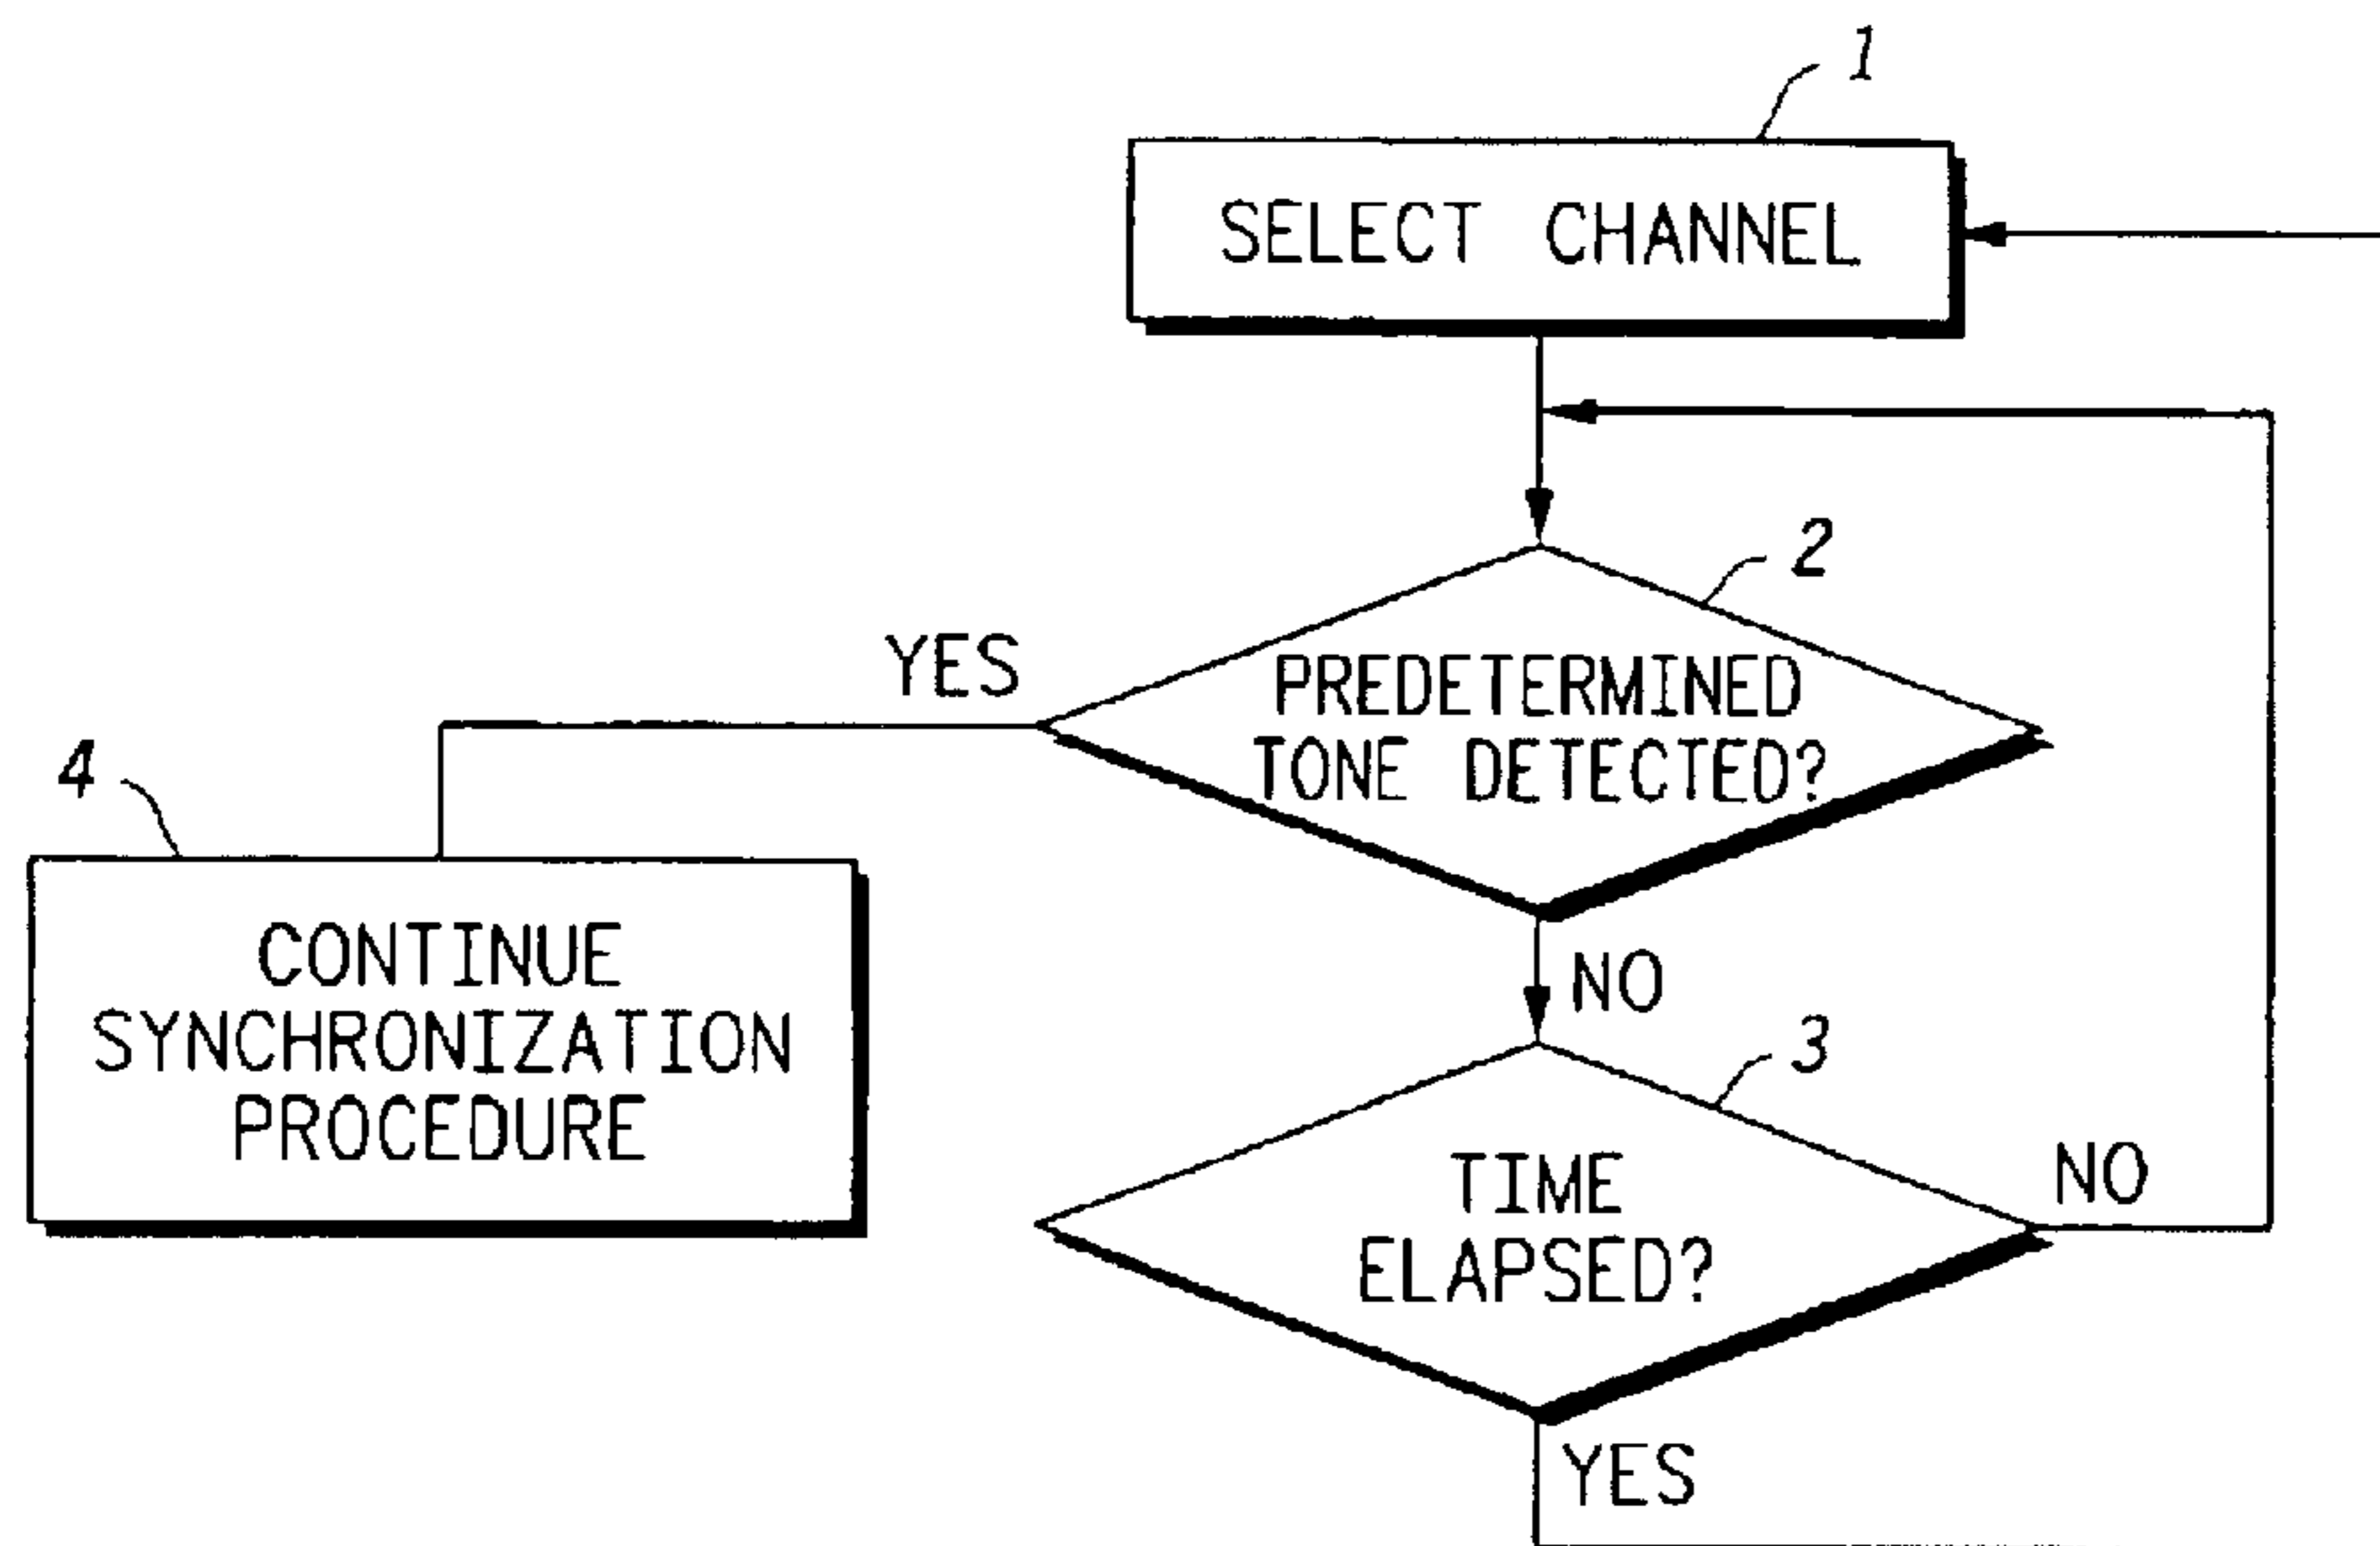 1
SELECT CHANNEL
2
YES
PREDETERMINED
TONE DETECTED?
4
CONTINUE
SYNCHRONIZATION
PROCEDURE
NO
3
TIME
ELAPSED?
NO
YES